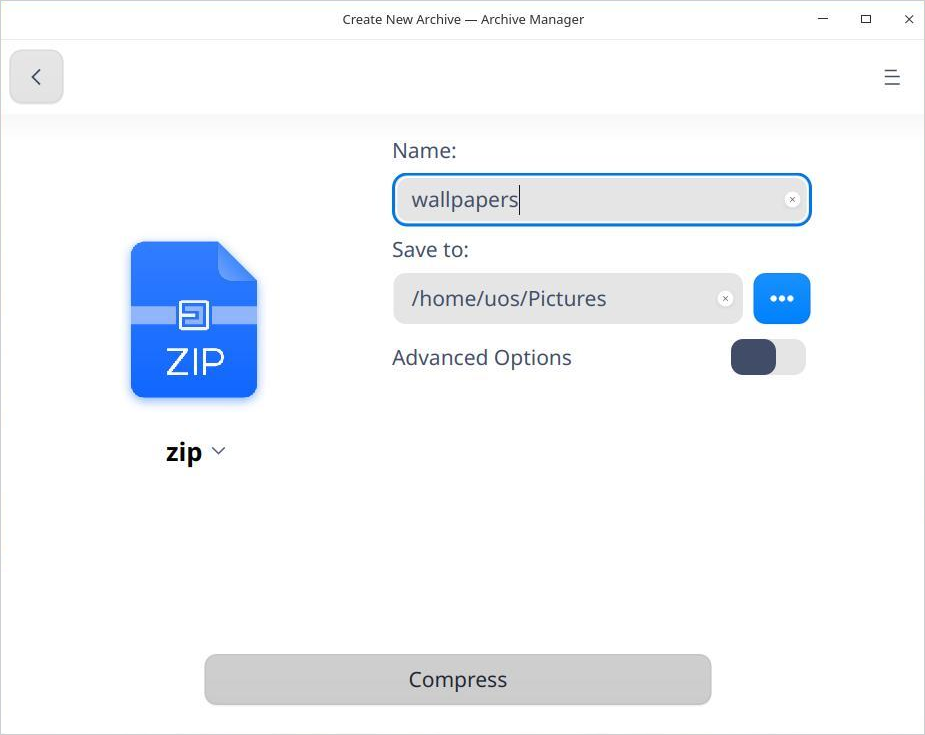 Create New Archive — Archive Manager
Name:
wallpapers
Save to:
/home/uos/Pictures
Advanced Options
ZIP
zip
Compress